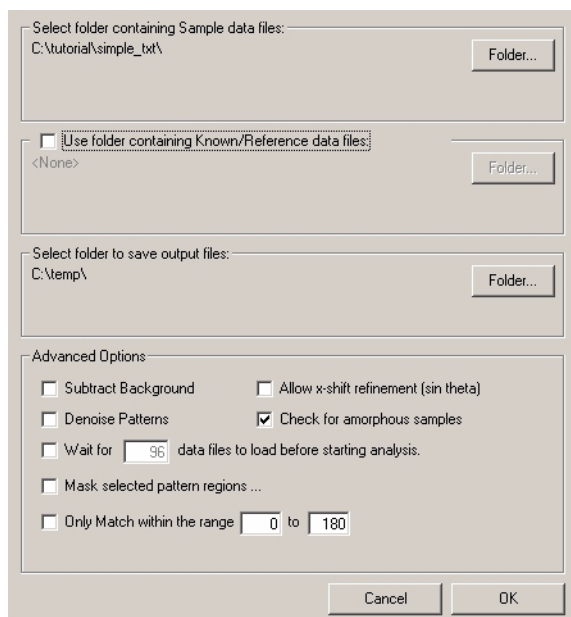 Select folder containing Sample data files:
C:\tutorial\simple_txt\
Folder...
Use folder containing Known/Reference data files:
<None>
Folder...
Select folder to save output files:
C:\temp\
Folder...
Advanced Options
Subtract Background
Allow x-shift refinement (sin theta)
Denoise Patterns
Check for amorphous samples
Wait for 96 data files to load before starting analysis.
Mask selected pattern regions ...
Only Match within the range 0 to 180
Cancel
OK